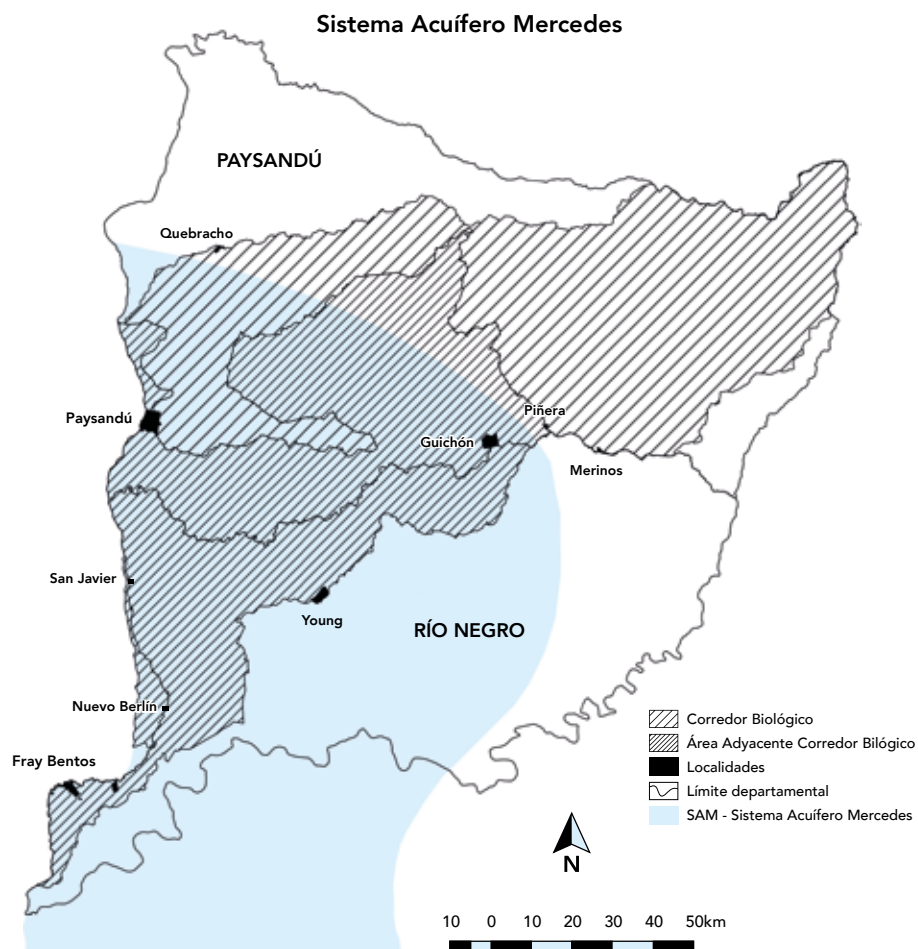 Sistema Acuífero Mercedes
PAYSANDÚ
Quebracho
Paysandú
Piñera
Guichón
Merinos
San Javier
Young
RÍO NEGRO
Nuevo Berlín
Fray Bentos
Corredor Biológico
Área Adyacente Corredor Bilógico
Localidades
Límite departamental
SAM - Sistema Acuífero Mercedes
N
10 0 10 20 30 40 50km